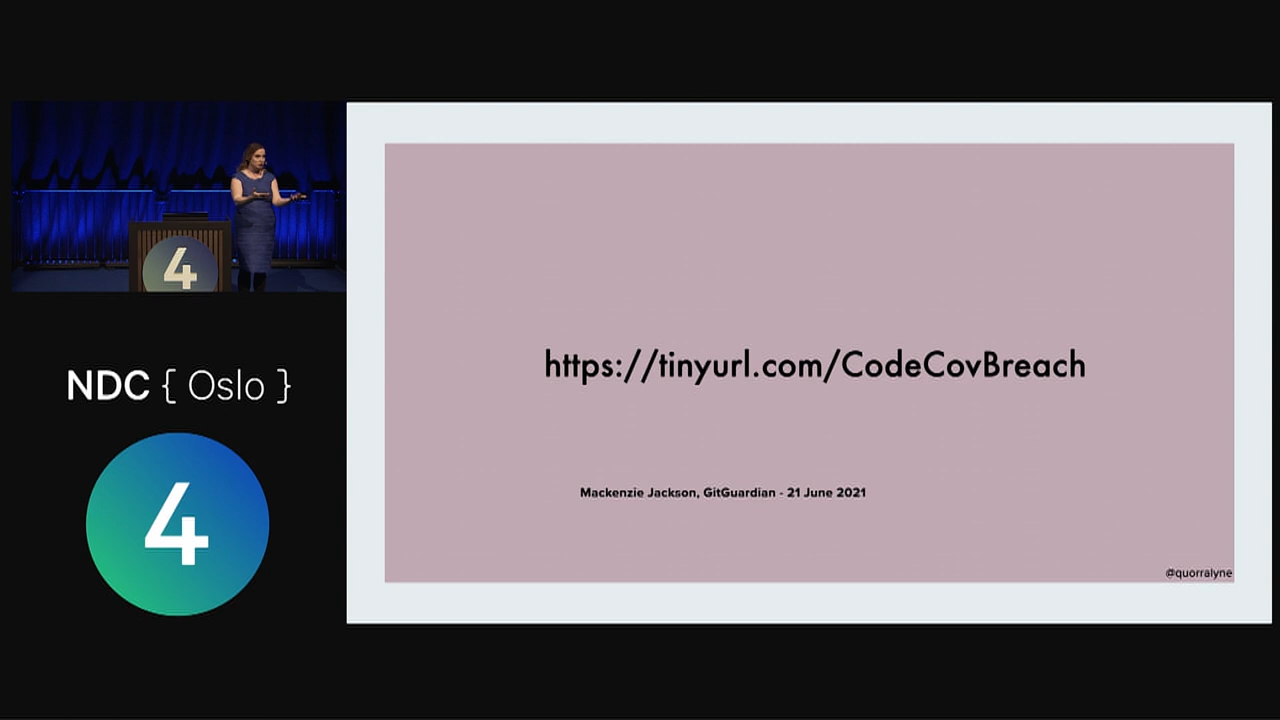 4
NDC { Oslo }
4
https://tinyurl.com/CodeCovBreach
Mackenzie Jackson, GitGuardian - 21 June 2021
@quorralyne